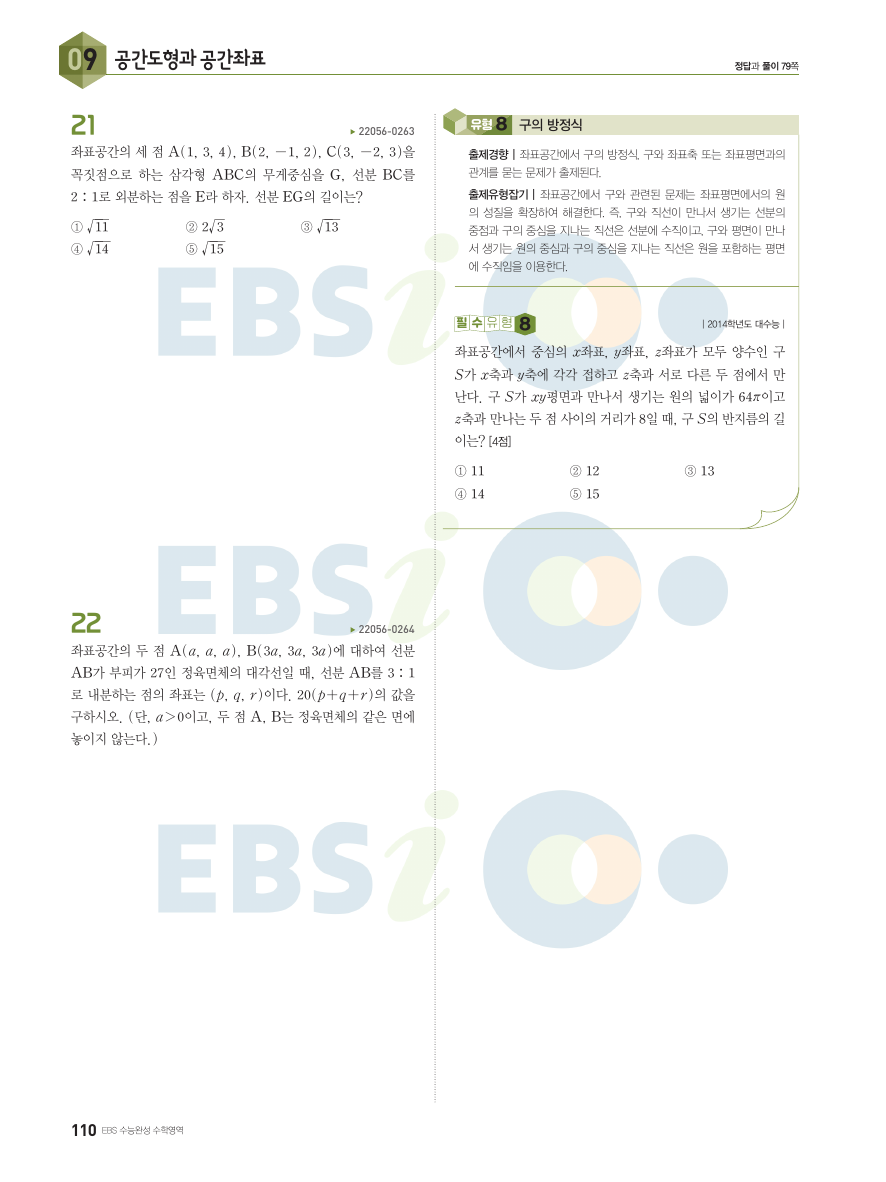 09 공간도형과 공간좌표
정답과 풀이 79쪽
21
▶ 22056-0263
좌표공간의 세 점 A(1, 3, 4), B(2, −1, 2), C(3, −2, 3)을
꼭짓점으로 하는 삼각형 ABC의 무게중심을 G, 선분 BC를
2 : 1로 외분하는 점을 E라 하자. 선분 EG의 길이는?
① √11 ② 2√3 ③ √13
④ √14 ⑤ √15
22
▶ 22056-0264
좌표공간의 두 점 A(a, a, a), B(3a, 3a, 3a)에 대하여 선분
AB가 부피가 27인 정육면체의 대각선일 때, 선분 AB를 3 : 1
로 내분하는 점의 좌표는 (p, q, r)이다. 20(p+q+r)의 값을
구하시오. (단, a>0이고, 두 점 A, B는 정육면체의 같은 면에
놓이지 않는다.)
유형 8 구의 방정식
출제경향 | 좌표공간에서 구의 방정식, 구와 좌표축 또는 좌표평면과의
관계를 묻는 문제가 출제된다.
출제유형잡기 | 좌표공간에서 구와 관련된 문제는 좌표평면에서의 원
의 성질을 확장하여 해결한다. 즉, 구와 직선이 만나서 생기는 선분의
중점과 구의 중심을 지나는 직선은 선분에 수직이고, 구와 평면이 만나
서 생기는 원의 중심과 구의 중심을 지나는 직선은 원을 포함하는 평면
에 수직임을 이용한다.
필수유형 8
| 2014학년도 대수능 |
좌표공간에서 중심의 x좌표, y좌표, z좌표가 모두 양수인 구
S가 x축과 y축에 각각 접하고 z축과 서로 다른 두 점에서 만
난다. 구 S가 xy평면과 만나서 생기는 원의 넓이가 64π이고
z축과 만나는 두 점 사이의 거리가 8일 때, 구 S의 반지름의 길
이는? [4점]
① 11 ② 12 ③ 13
④ 14 ⑤ 15
EBSi
EBSi
EBSi
110 EBS 수능완성 수학영역